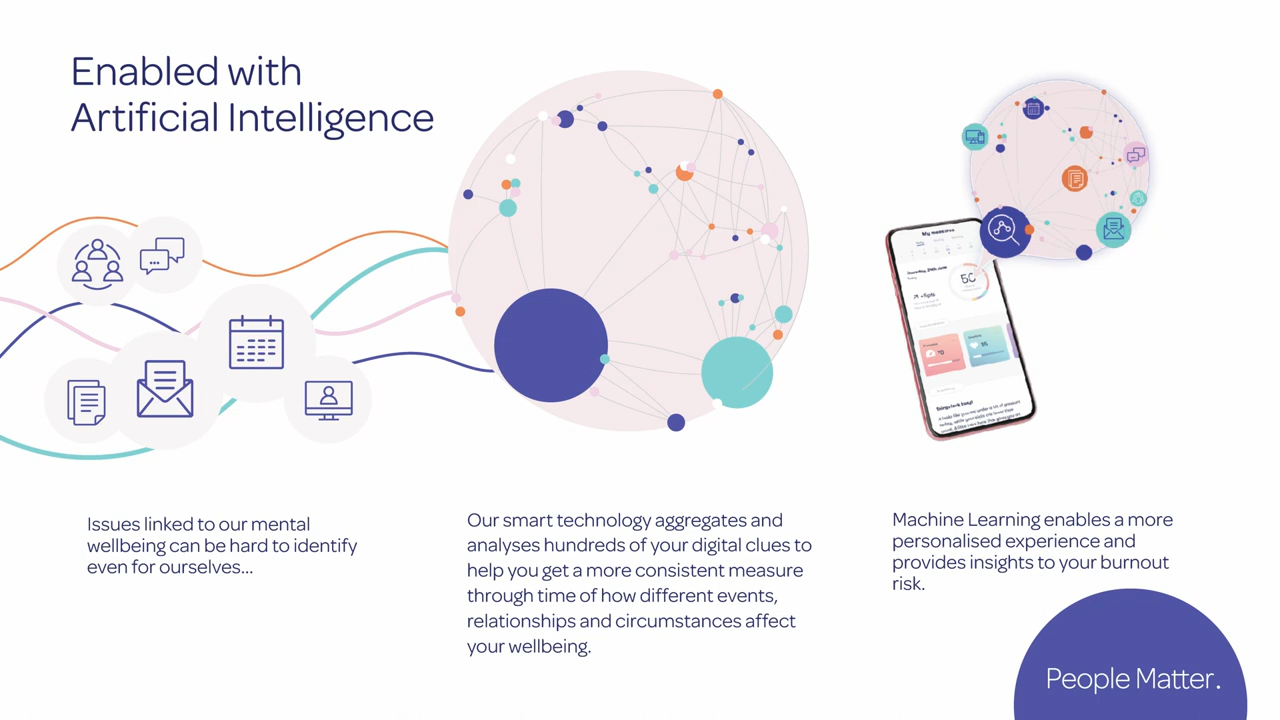 Enabled with
Artificial Intelligence
Issues linked to our mental
wellbeing can be hard to identify
even for ourselves...
Our smart technology aggregates and
analyses hundreds of your digital clues to
help you get a more consistent measure
through time of how different events,
relationships and circumstances affect
your wellbeing.
My measures
Machine Learning enables a more
personalised experience and
provides insights to your burnout
risk.
People Matter.